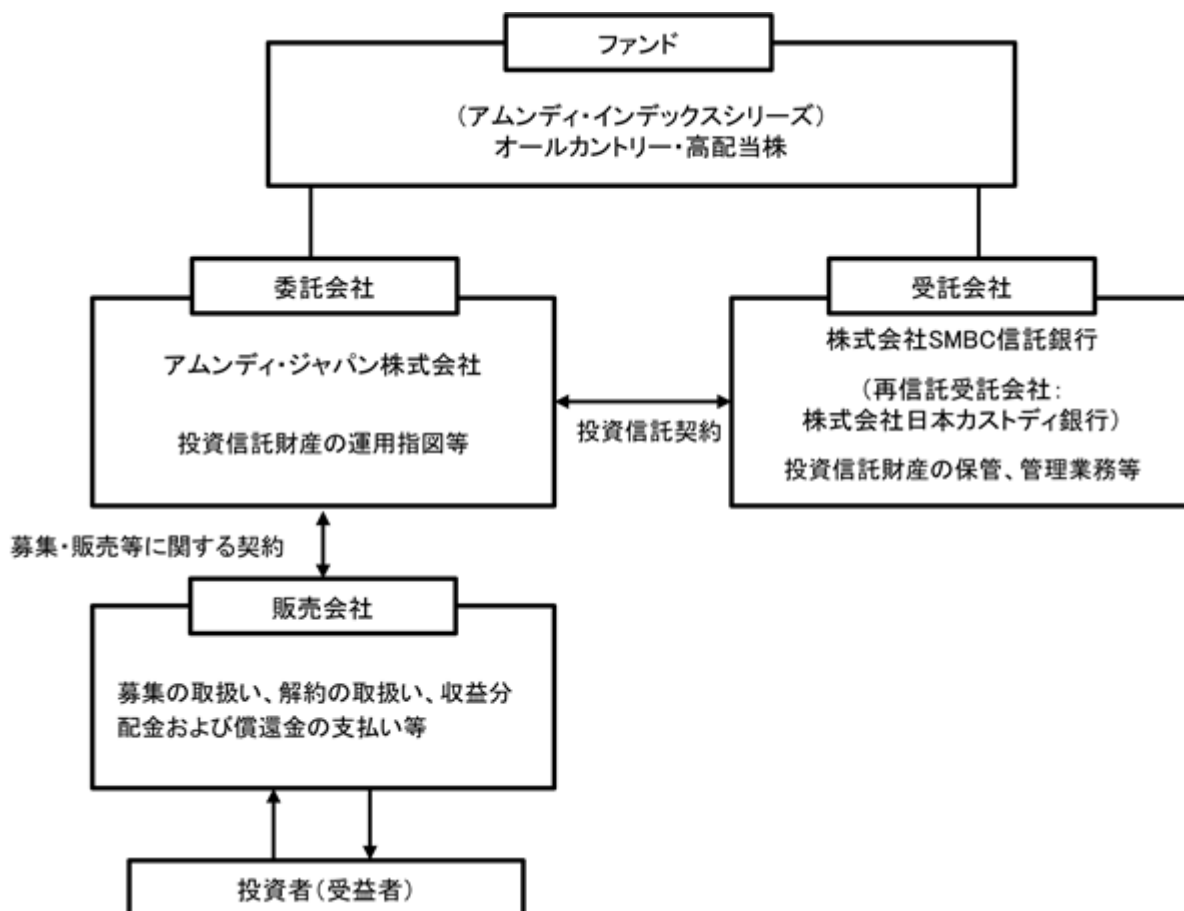 ファンド
(アムンディ・インデックスシリーズ)
オールカントリー・高配当株
委託会社
アムンディ・ジャパン株式会社
投資信託財産の運用指図等
投資信託契約
受託会社
株式会社SMBC信託銀行
(再信託受託会社:
株式会社日本カストディ銀行)
投資信託財産の保管、管理業務等
募集・販売等に関する契約
販売会社
募集の取扱い、解約の取扱い、収益分
配金および償還金の支払い等
投資者(受益者)